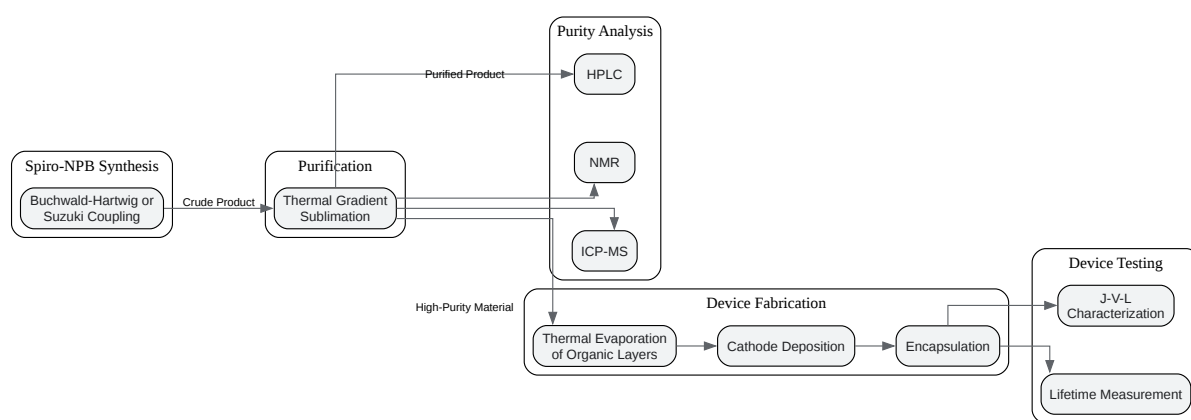 Spiro-NPB Synthesis
Buchwald-Hartwig or
Suzuki Coupling
Crude Product
Purification
Thermal Gradient
Sublimation
Purified Product
High-Purity Material
Purity Analysis
HPLC
NMR
ICP-MS
Device Fabrication
Thermal Evaporation
of Organic Layers
Cathode Deposition
Encapsulation
Device Testing
J-V-L
Characterization
Lifetime Measurement